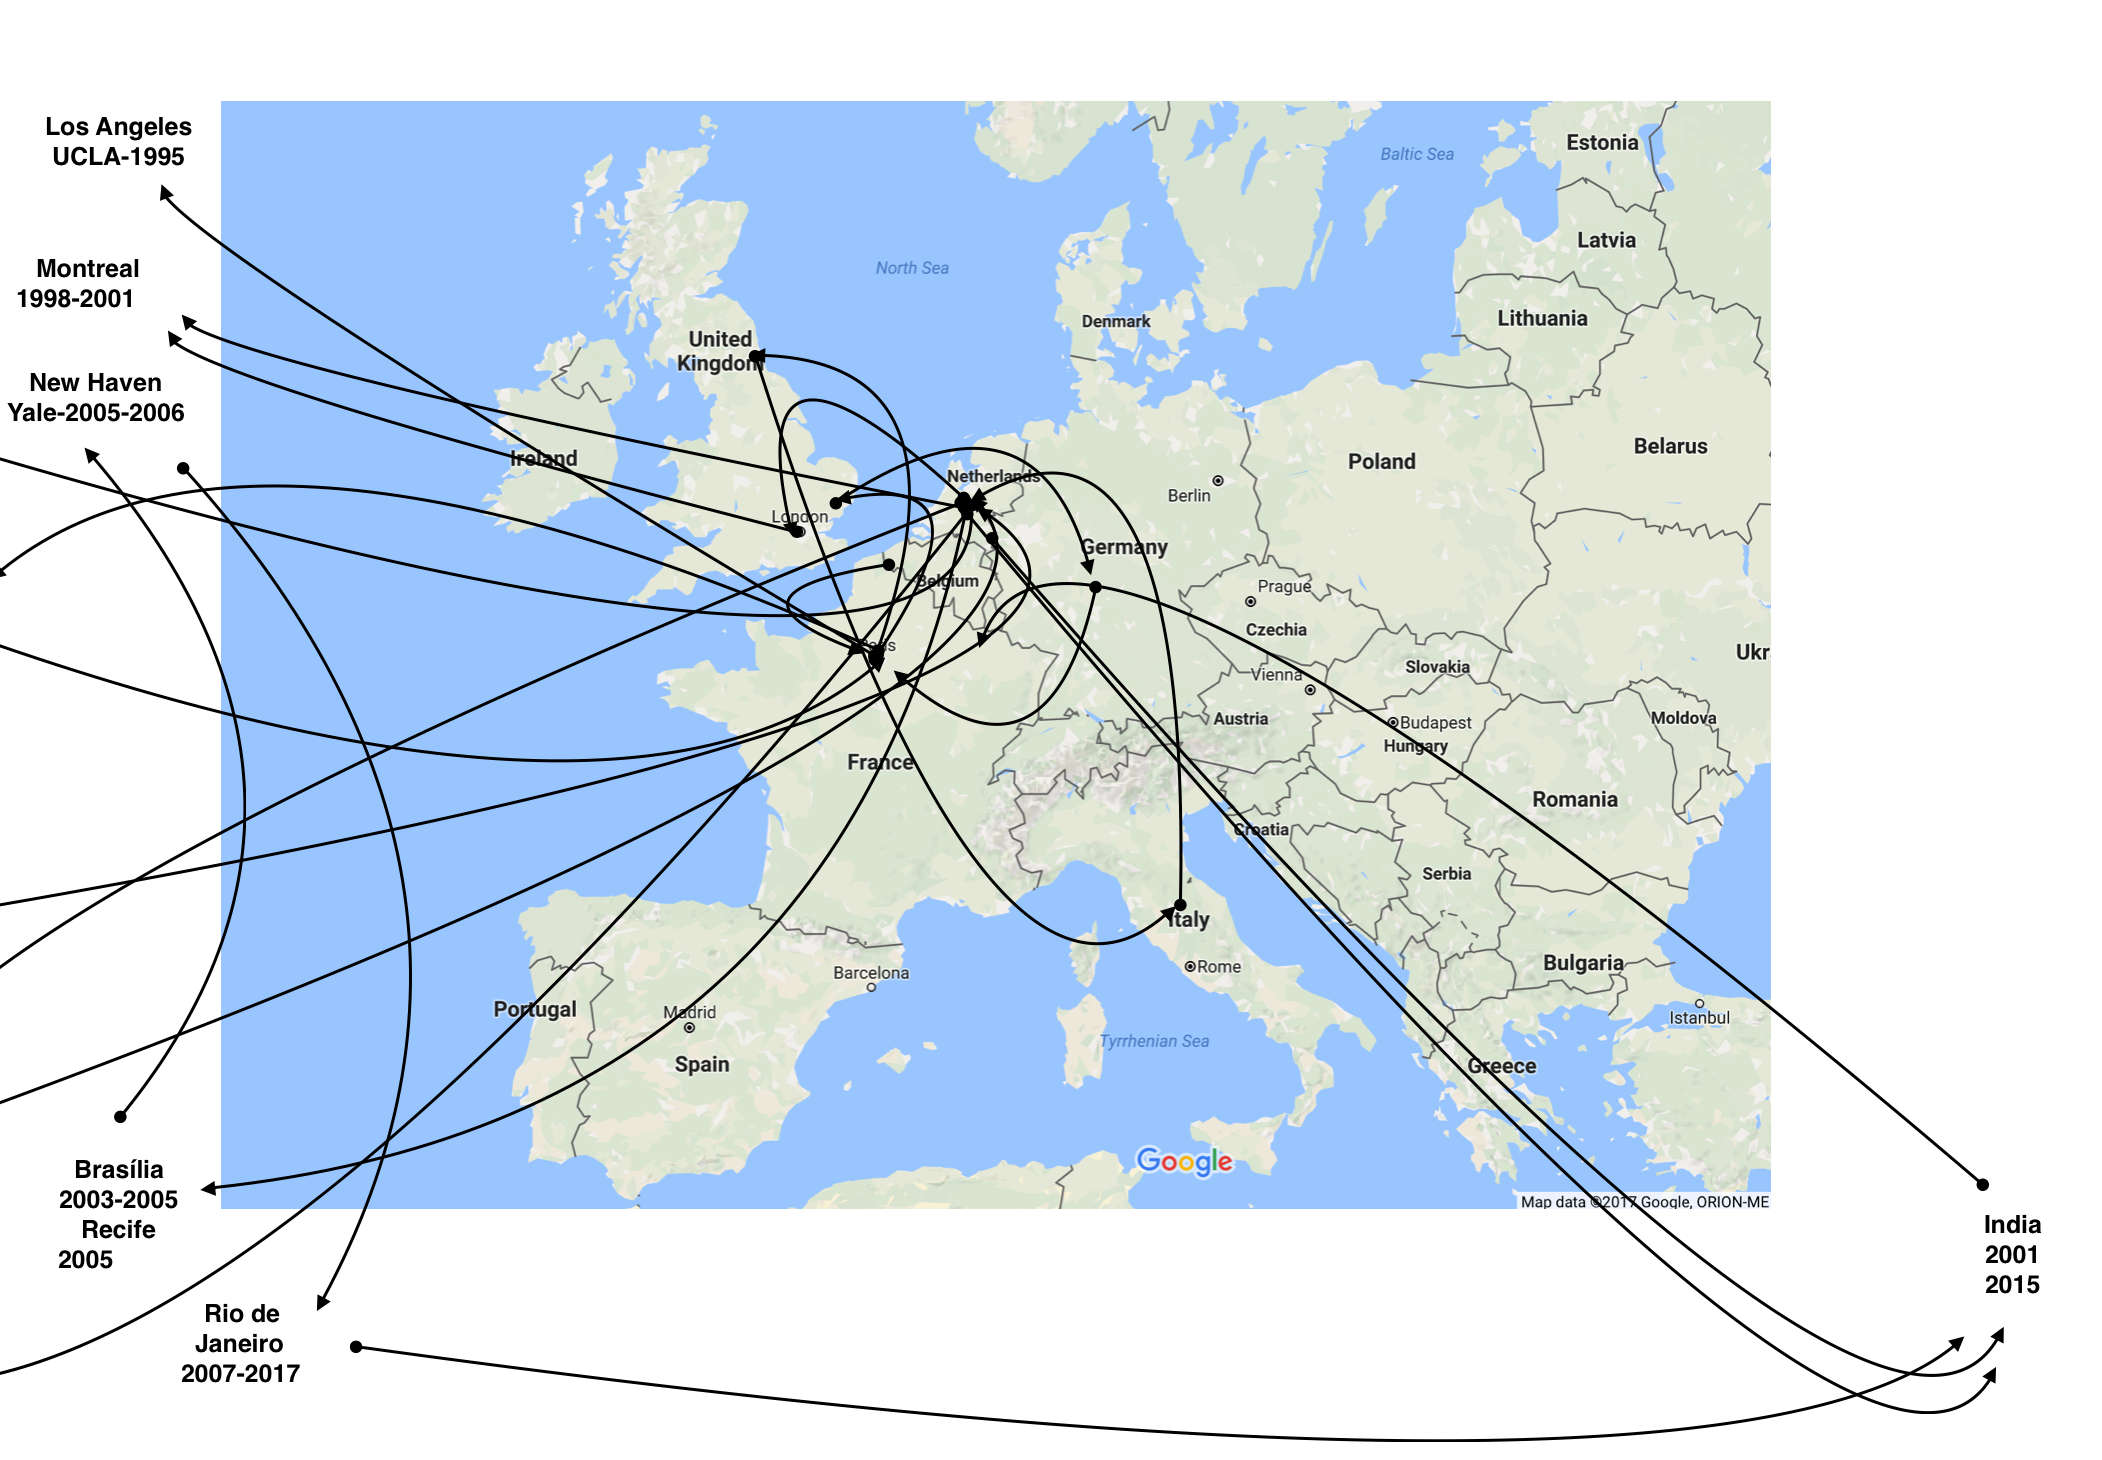 Los Angeles
UCLA-1995
Montreal
1998-2001
New Haven
Yale-2005-2006
Estonia
Baltic Sea
Latvia
North Sea
Lithuania
Denmark
United
Kingdom
Belarus
Ireland
Poland
Netherlands
Berlin
London
Germany
Belgium
Prague
Czechia
Paris
Ukr
Slovakia
Vienna
Austria
Budapest
Hungary
Moldova
France
Romania
Croatia
Serbia
Italy
Rome
Bulgaria
Barcelona
Portugal
Madrid
Istanbul
Tyrrhenian Sea
Spain
Greece
Google
Map data ©2017 Google, ORION-ME
Brasília
2003-2005
Recife
2005
India
2001
2015
Rio de
Janeiro
2007-2017